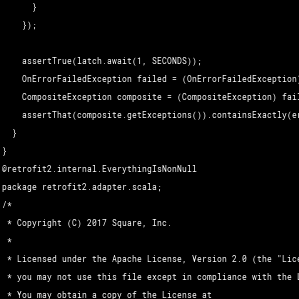 }
});
assertTrue(latch.await(1, SECONDS));
OnErrorFailedException failed = (OnErrorFailedException)
CompositeException composite = (CompositeException) fai
assertThat(composite.getExceptions()).containsExactly(e
}
}
@retrofit2.internal.EverythingIsNonNull
package retrofit2.adapter.scala;
/*
* Copyright (C) 2017 Square, Inc.
*
* Licensed under the Apache License, Version 2.0 (the "Lice
* you may not use this file except in compliance with the L
* You may obtain a copy of the License at